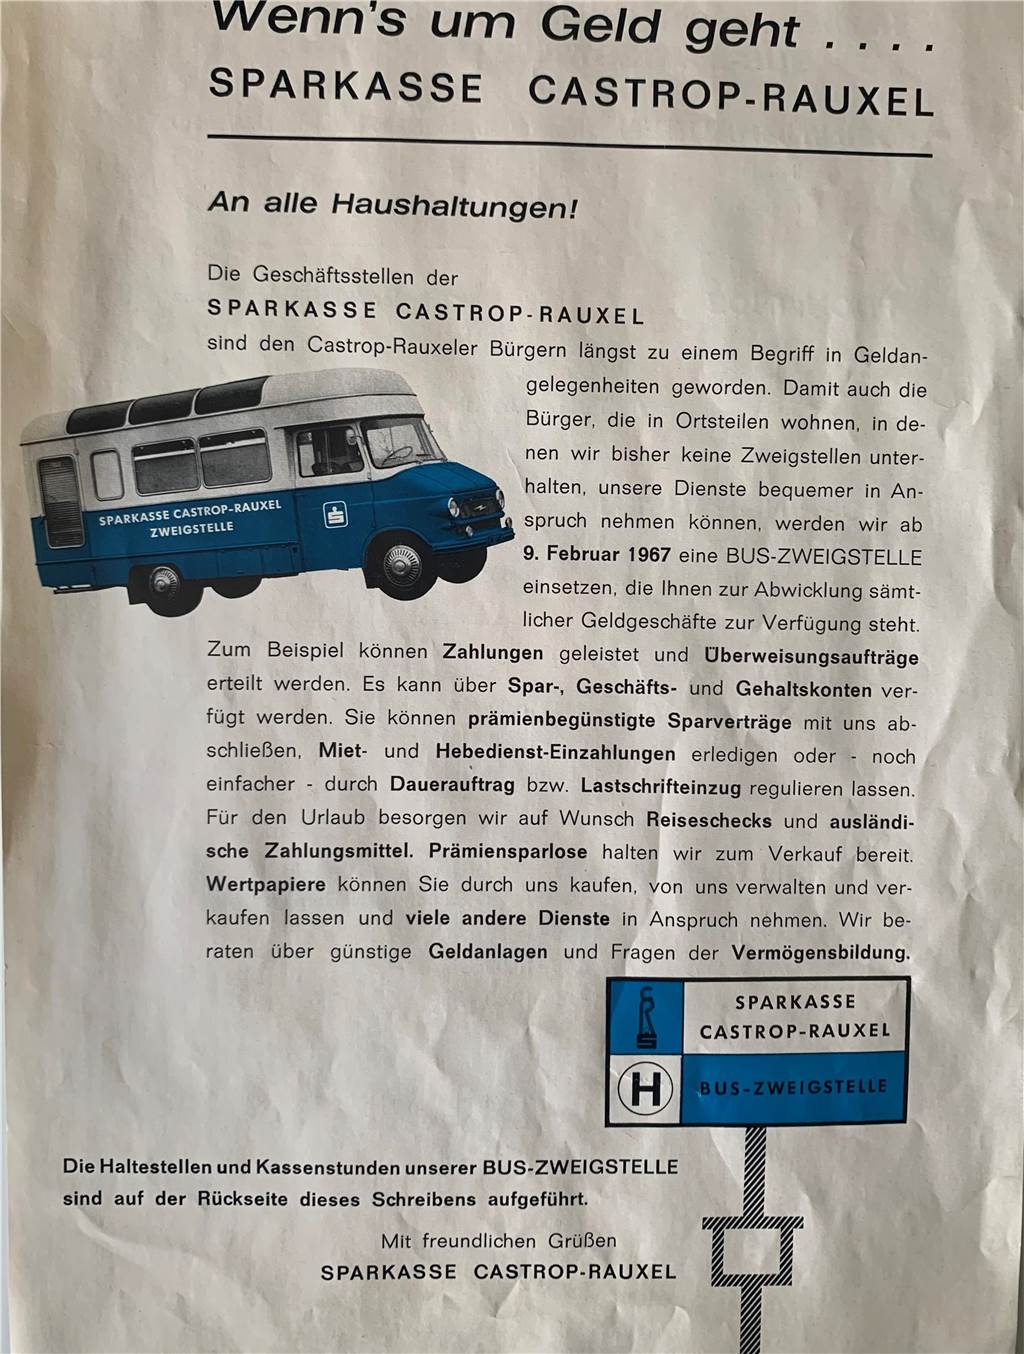 Wenn's um Geld geht . . . .
SPARKASSE CASTROP-RAUXEL
An alle Haushaltungen!
Die Geschäftsstellen der
SPARKASSE CASTROP-RAUXEL
sind den Castrop-Rauxeler Bürgern längst zu einem Begriff in Geldan-
gelegenheiten geworden. Damit auch die
Bürger, die in Ortsteilen wohnen, in de-
nen wir bisher keine Zweigstellen unter-
halten, unsere Dienste bequemer in An-
spruch nehmen können, werden wir ab
9. Februar 1967 eine BUS-ZWEIGSTELLE
einsetzen, die Ihnen zur Abwicklung sämt-
licher Geldgeschäfte zur Verfügung steht.
SPARKASSE CASTROP-RAUXEL
ZWEIGSTELLE
Zum Beispiel können Zahlungen geleistet und Überweisungsaufträge
erteilt werden. Es kann über Spar-, Geschäfts- und Gehaltskonten ver-
fügt werden. Sie können prämienbegünstigte Sparverträge mit uns ab-
schließen, Miet- und Hebedienst-Einzahlungen erledigen oder - noch
einfacher - durch Dauerauftrag bzw. Lastschrifteinzug regulieren lassen.
Für den Urlaub besorgen wir auf Wunsch Reiseschecks und ausländi-
sche Zahlungsmittel. Prämiensparlose halten wir zum Verkauf bereit.
Wertpapiere können Sie durch uns kaufen, von uns verwalten und ver-
kaufen lassen und viele andere Dienste in Anspruch nehmen. Wir be-
raten über günstige Geldanlagen und Fragen der Vermögensbildung.
SPARKASSE
CASTROP-RAUXEL
H BUS-ZWEIGSTELLE
Die Haltestellen und Kassenstunden unserer BUS-ZWEIGSTELLE
sind auf der Rückseite dieses Schreibens aufgeführt.
Mit freundlichen Grüßen
SPARKASSE CASTROP-RAUXEL